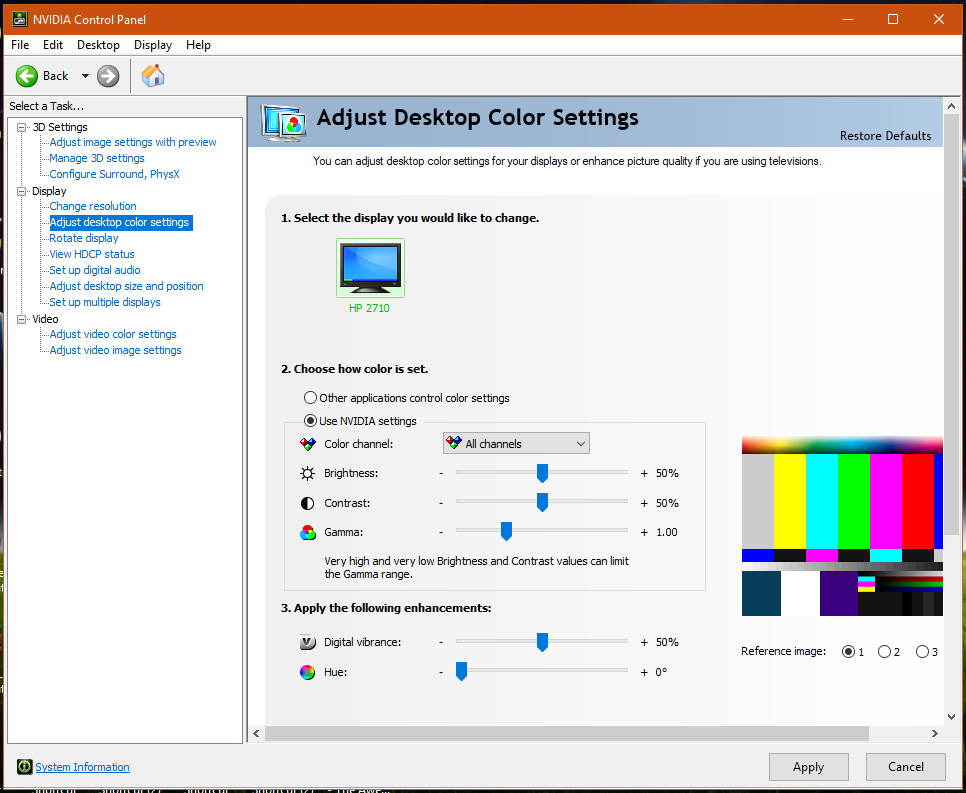 NVIDIA Control Panel
File Edit Desktop Display Help
Back
Select a Task...
3D Settings
Adjust image settings with preview
Manage 3D settings
Configure Surround, PhysX
Display
Change resolution
Adjust desktop color settings
Rotate display
View HDCP status
Set up digital audio
Adjust desktop size and position
Set up multiple displays
Video
Adjust video color settings
Adjust video image settings
Adjust Desktop Color Settings
Restore Defaults
You can adjust desktop color settings for your displays or enhance picture quality if you are using televisions.
1. Select the display you would like to change.
HP 2710
2. Choose how color is set.
Other applications control color settings
Use NVIDIA settings
Color channel: All channels
Brightness: - + 50%
Contrast: - + 50%
Gamma: - + 1.00
Very high and very low Brightness and Contrast values can limit
the Gamma range.
3. Apply the following enhancements:
Digital vibrance: - + 50%
Hue: - + 0°
Reference image: 1 2 3
System Information
Apply Cancel